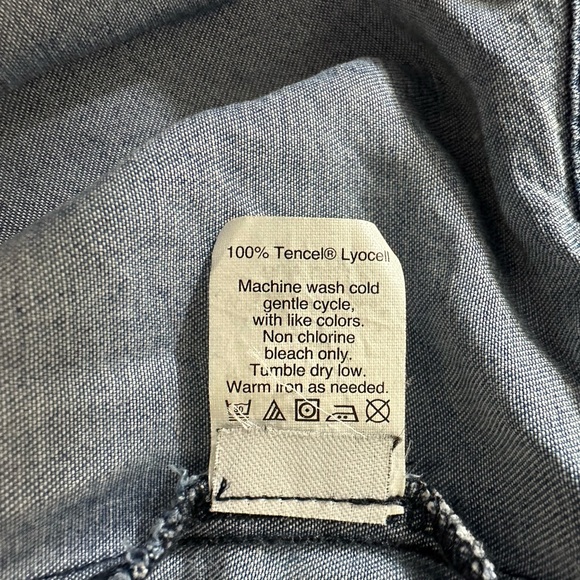 100% Tencel® Lyocell
Machine wash cold
gentle cycle,
with like colors.
Non chlorine
bleach only.
Tumble dry low.
Warm iron as needed.
30